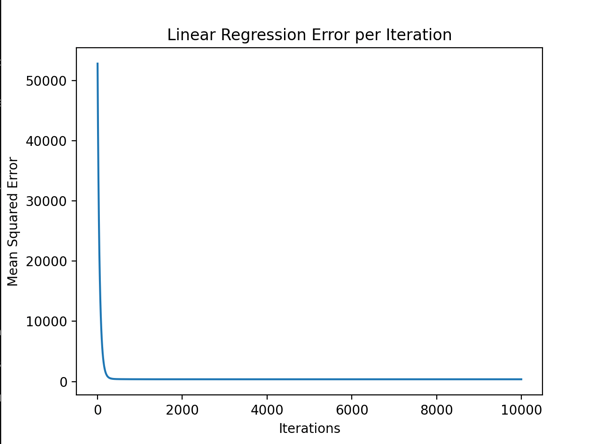 Linear Regression Error per Iteration
Mean Squared Error
50000
40000
30000
20000
10000
0
0 2000 4000 6000 8000 10000
Iterations